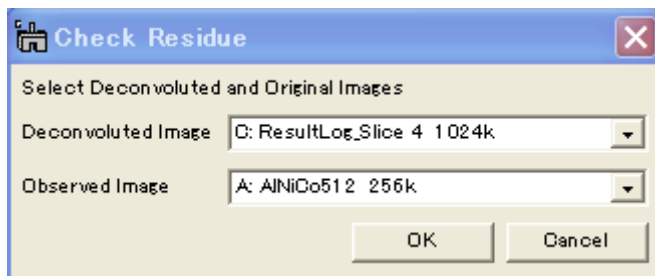 Check Residue
Select Deconvoluted and Original Images
Deconvoluted Image C: ResultLog_Slice 4 1024k
Observed Image A: AlNiCo512 256k
OK Cancel